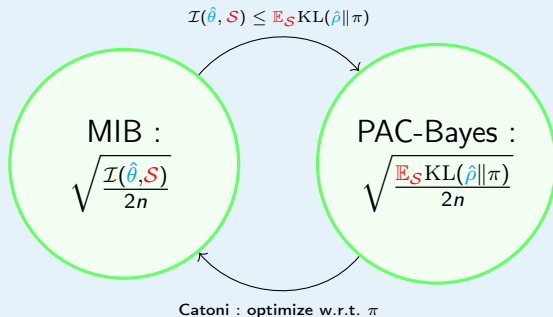 𝓘(θ̂, 𝓢) ≤ 𝔼_𝓢 KL(ρ̂‖π)
MIB :
√(𝓘(θ̂,𝓢)/2n)
PAC-Bayes :
√(𝔼_𝓢 KL(ρ̂‖π)/2n)
Catoni : optimize w.r.t. π